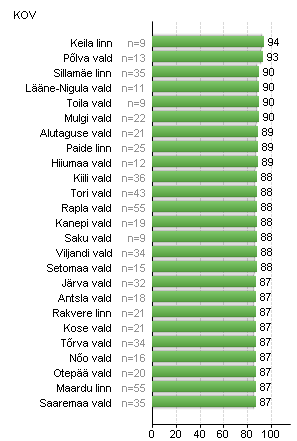 KOV
Keila linn n=9 94
Põlva vald n=13 93
Sillamäe linn n=35 90
Lääne-Nigula vald n=11 90
Toila vald n=9 90
Mulgi vald n=22 90
Alutaguse vald n=21 89
Paide linn n=25 89
Hiiumaa vald n=12 89
Kiili vald n=36 88
Tori vald n=43 88
Rapla vald n=55 88
Kanepi vald n=19 88
Saku vald n=9 88
Viljandi vald n=34 88
Setomaa vald n=15 88
Järva vald n=32 87
Antsla vald n=18 87
Rakvere linn n=21 87
Kose vald n=21 87
Tõrva vald n=34 87
Nõo vald n=16 87
Otepää vald n=20 87
Maardu linn n=55 87
Saaremaa vald n=35 87
0 20 40 60 80 100